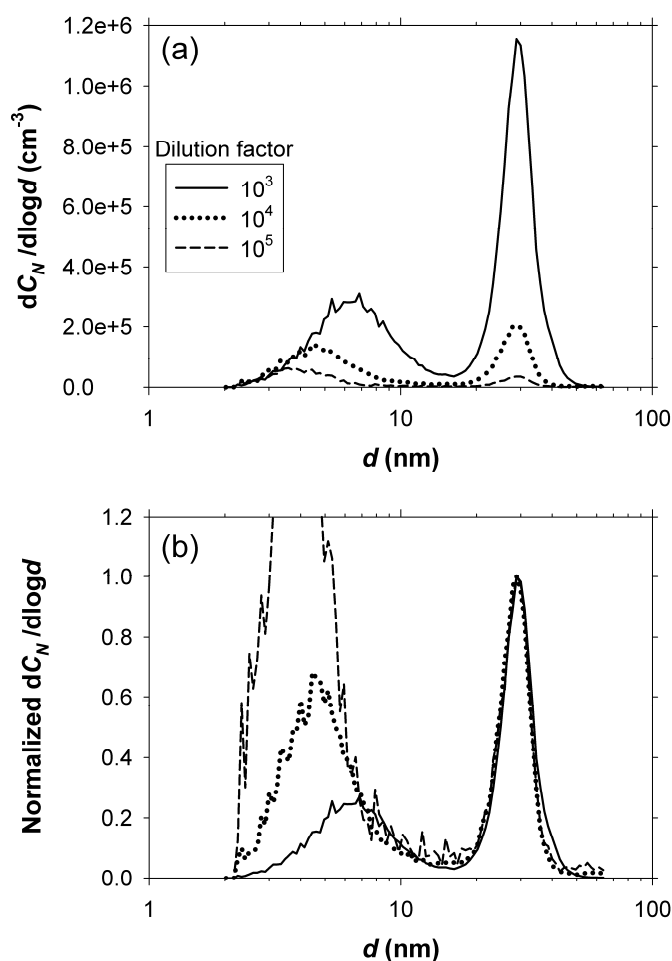 (a)
dC_N/dlogd (cm⁻³)
1.2e+6
1.0e+6
8.0e+5
6.0e+5
4.0e+5
2.0e+5
0.0
Dilution factor
10³
10⁴
10⁵
1 10 100
d (nm)
(b)
Normalized dC_N/dlogd
1.2
1.0
0.8
0.6
0.4
0.2
0.0
1 10 100
d (nm)